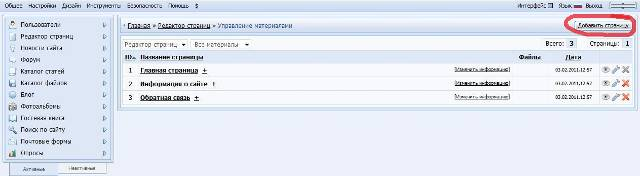 Общее Настройки Дизайн Инструменты Безопасность Помощь $ Интерфейс Язык Выход
Главная » Редактор страниц » Управление материалами Добавить страницу
Редактор страниц Все материалы Всего: 3 Страницы: 1
ID Название страницы Файлы Дата
1 Главная страница + [Изменить информацию] 03.02.2011,12:57
2 Информация о сайте + [Изменить информацию] 03.02.2011,12:57
3 Обратная связь + [Изменить информацию] 03.02.2011,12:57
Пользователи
Редактор страниц
Новости сайта
Форум
Каталог статей
Каталог файлов
Блог
Фотоальбомы
Гостевая книга
Поиск по сайту
Почтовые формы
Опросы
Активные Неактивные